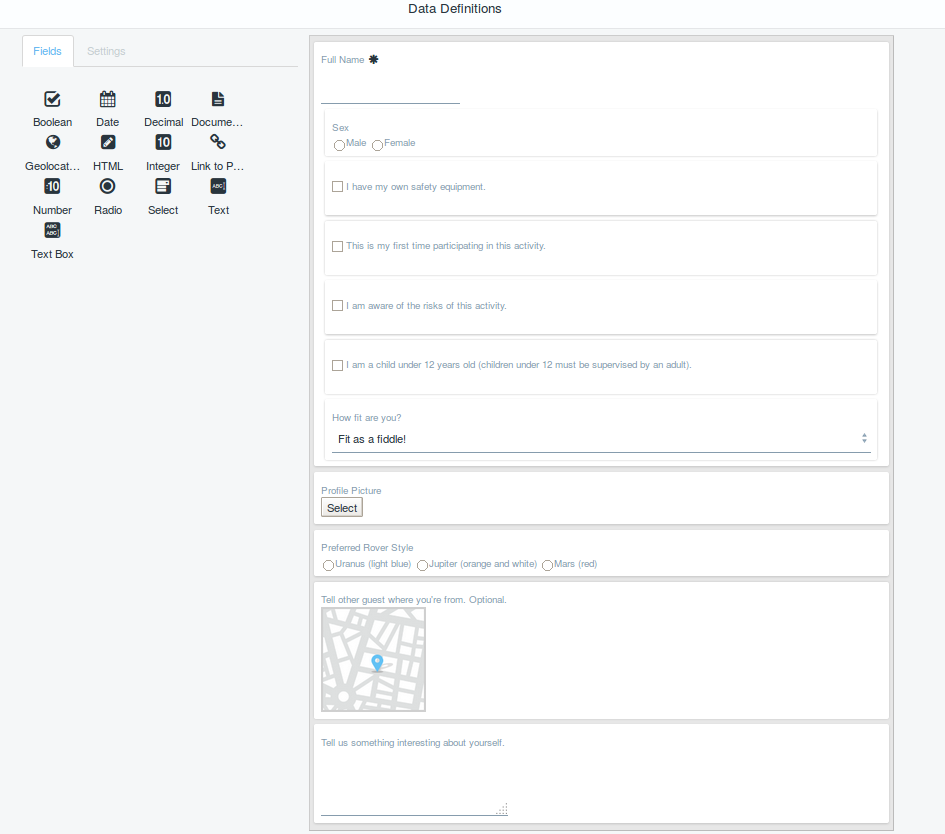 Data Definitions
Fields Settings
Boolean Date Decimal Docume...
Geolocat... HTML Integer Link to P...
Number Radio Select Text
Text Box
Full Name ✱
Sex
Male Female
I have my own safety equipment.
This is my first time participating in this activity.
I am aware of the risks of this activity.
I am a child under 12 years old (children under 12 must be supervised by an adult).
How fit are you?
Fit as a fiddle!
Profile Picture
Select
Preferred Rover Style
Uranus (light blue) Jupiter (orange and white) Mars (red)
Tell other guest where you're from. Optional.
Tell us something interesting about yourself.